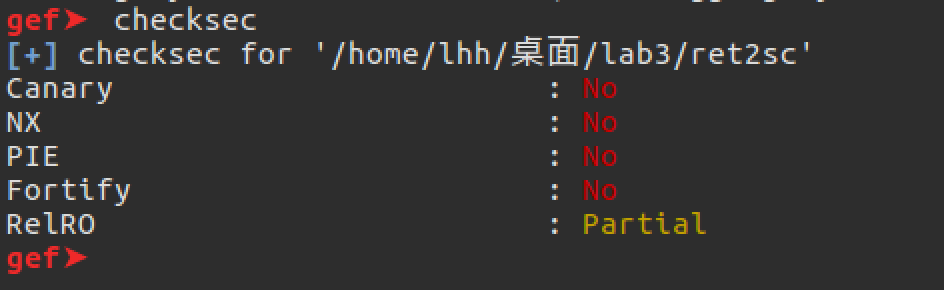 gef➤ checksec
[+] checksec for '/home/lhh/桌面/lab3/ret2sc'
Canary : No
NX : No
PIE : No
Fortify : No
RelRO : Partial
gef➤